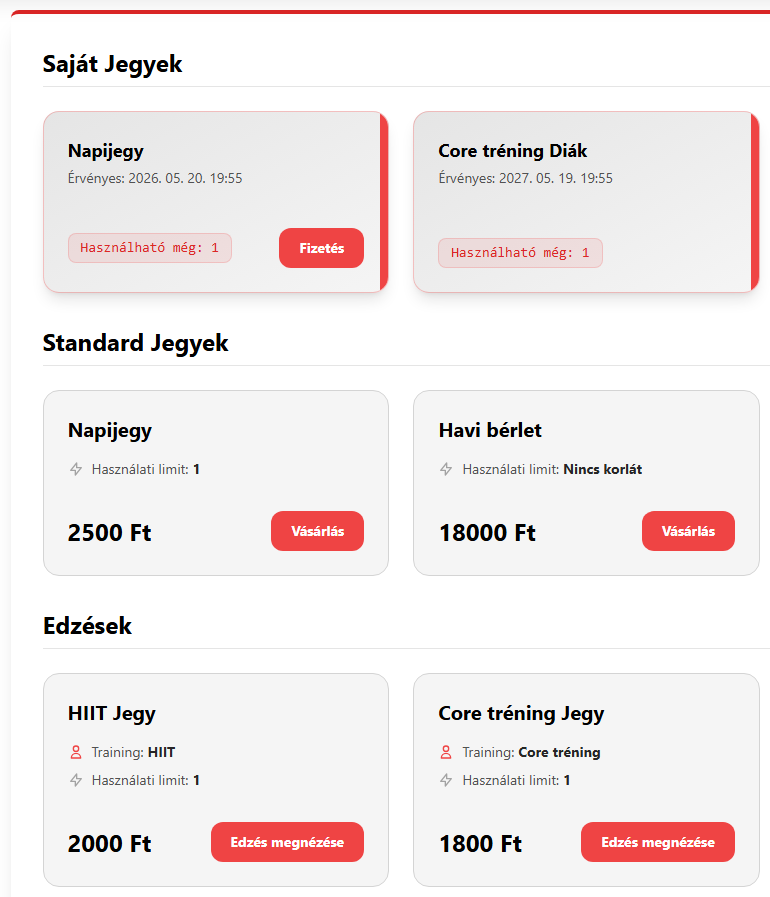 Saját Jegyek
Napijegy
Érvényes: 2026. 05. 20. 19:55
Használható még: 1
Fizetés
Core tréning Diák
Érvényes: 2027. 05. 19. 19:55
Használható még: 1
Standard Jegyek
Napijegy
Használati limit: 1
2500 Ft
Vásárlás
Havi bérlet
Használati limit: Nincs korlát
18000 Ft
Vásárlás
Edzések
HIIT Jegy
Training: HIIT
Használati limit: 1
2000 Ft
Edzés megnézése
Core tréning Jegy
Training: Core tréning
Használati limit: 1
1800 Ft
Edzés megnézése